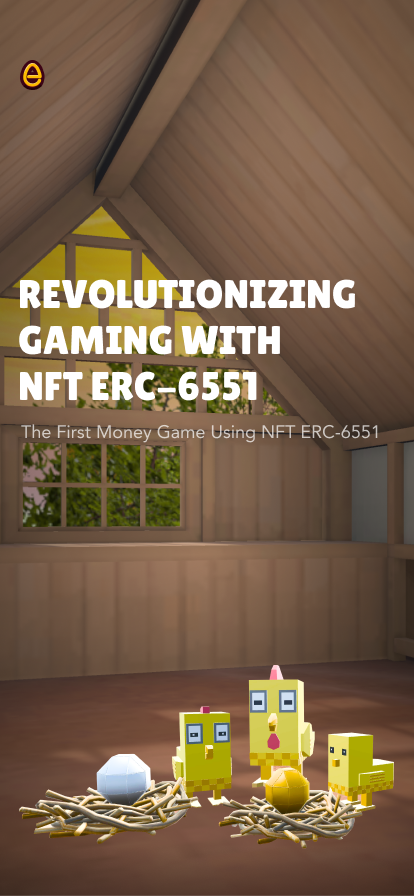 e
REVOLUTIONIZING
GAMING WITH
NFT ERC-6551
The First Money Game Using NFT ERC-6551